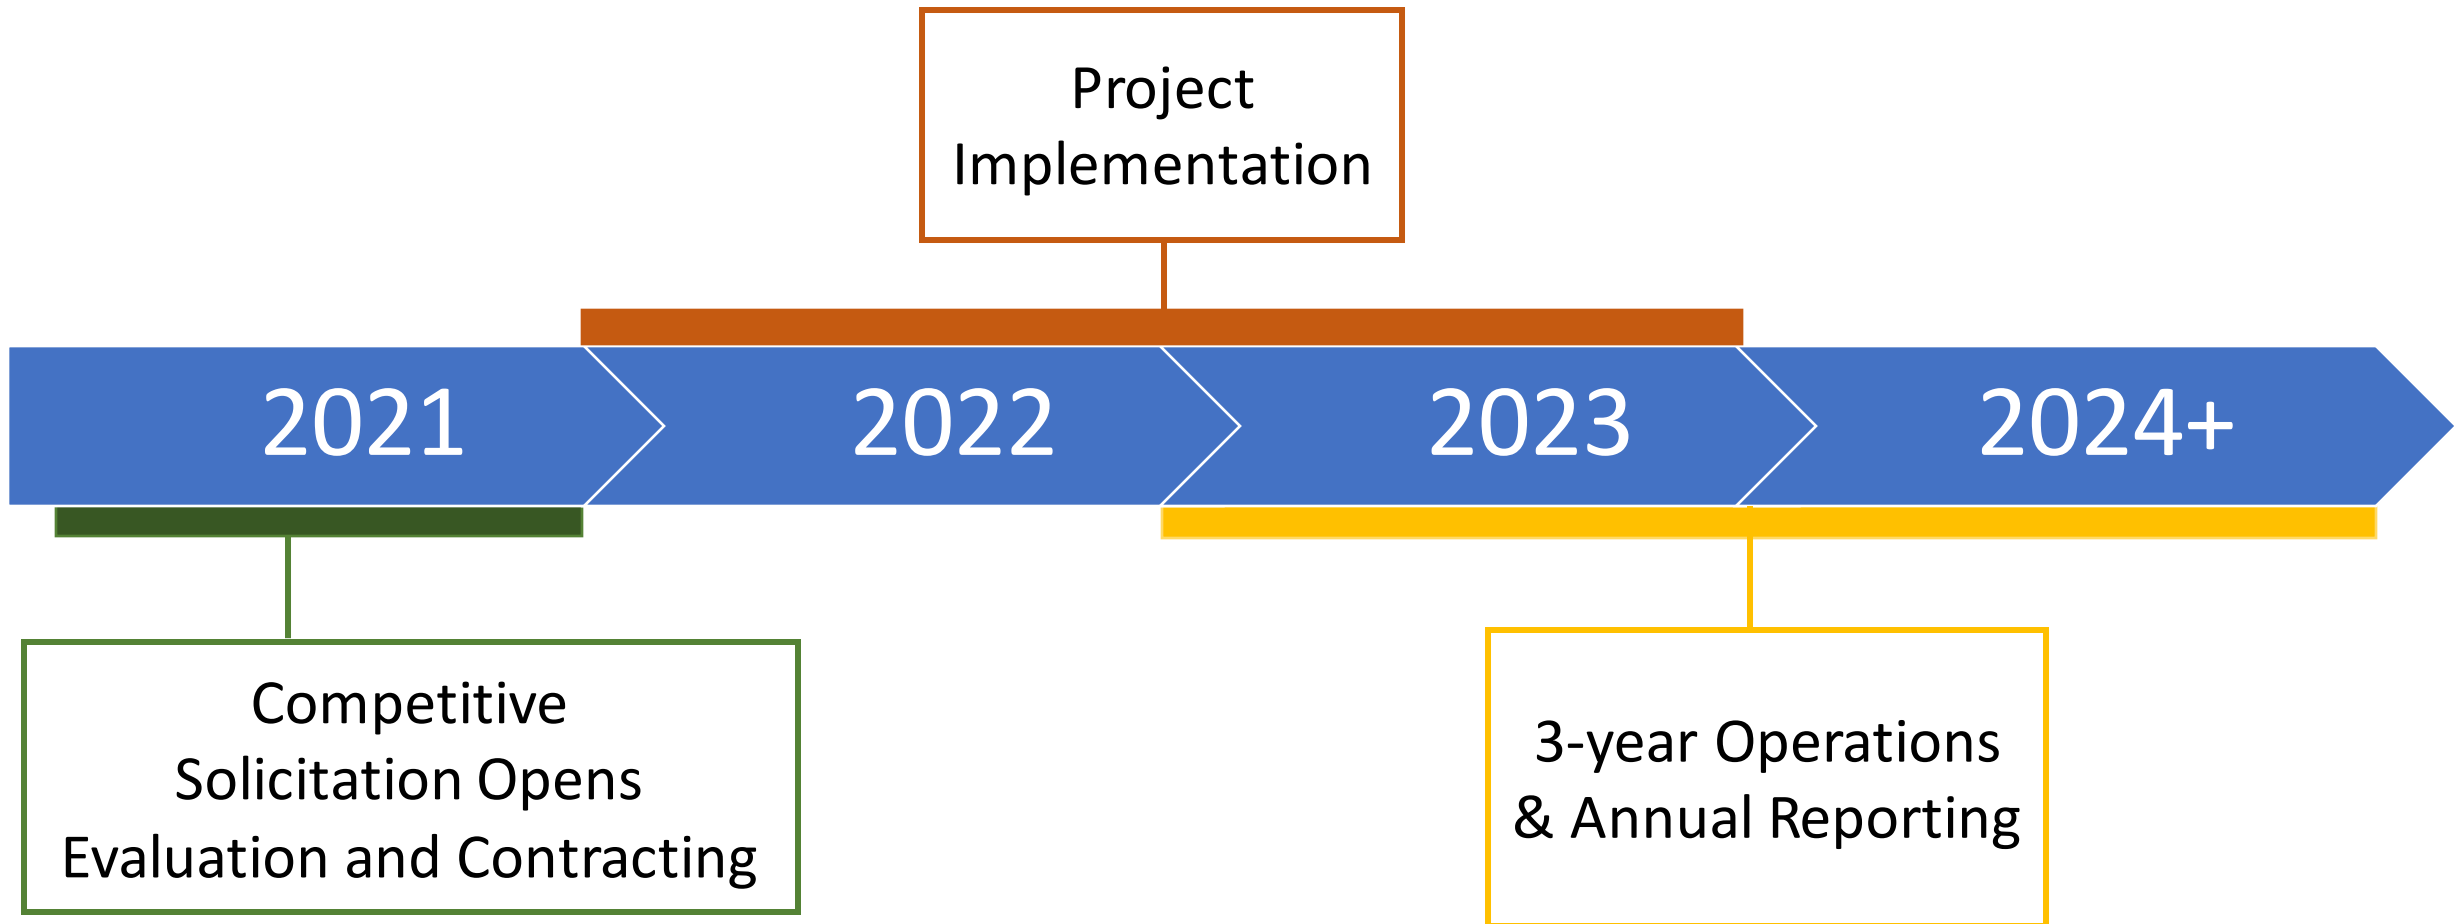 Project
Implementation
2021
2022
2023
2024+
Competitive
Solicitation Opens
Evaluation and Contracting
3-year Operations
& Annual Reporting